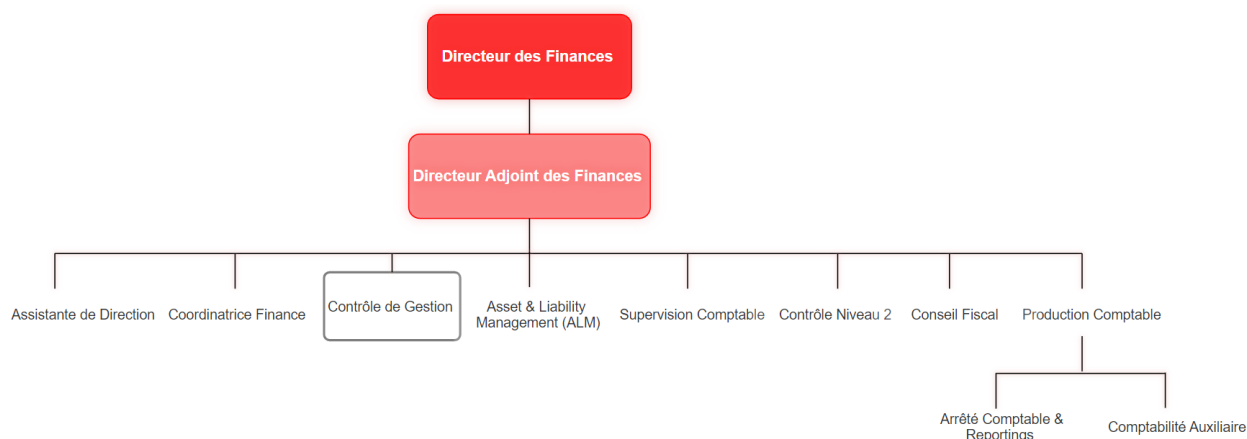 Directeur des Finances
Directeur Adjoint des Finances
Assistante de Direction
Coordinatrice Finance
Contrôle de Gestion
Asset & Liability
Management (ALM)
Supervision Comptable
Contrôle Niveau 2
Conseil Fiscal
Production Comptable
Arrêté Comptable &
Reportings
Comptabilité Auxiliaire